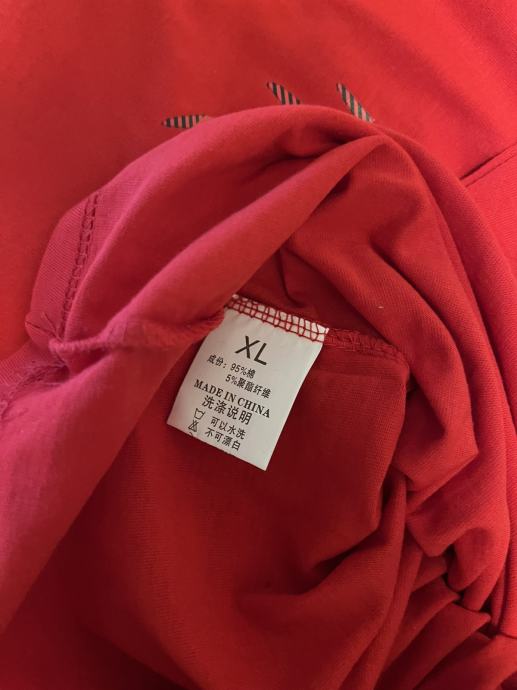 XL
成份：95%棉
5%聚酯纤维
MADE IN CHINA
洗涤说明
可以水洗
不可漂白